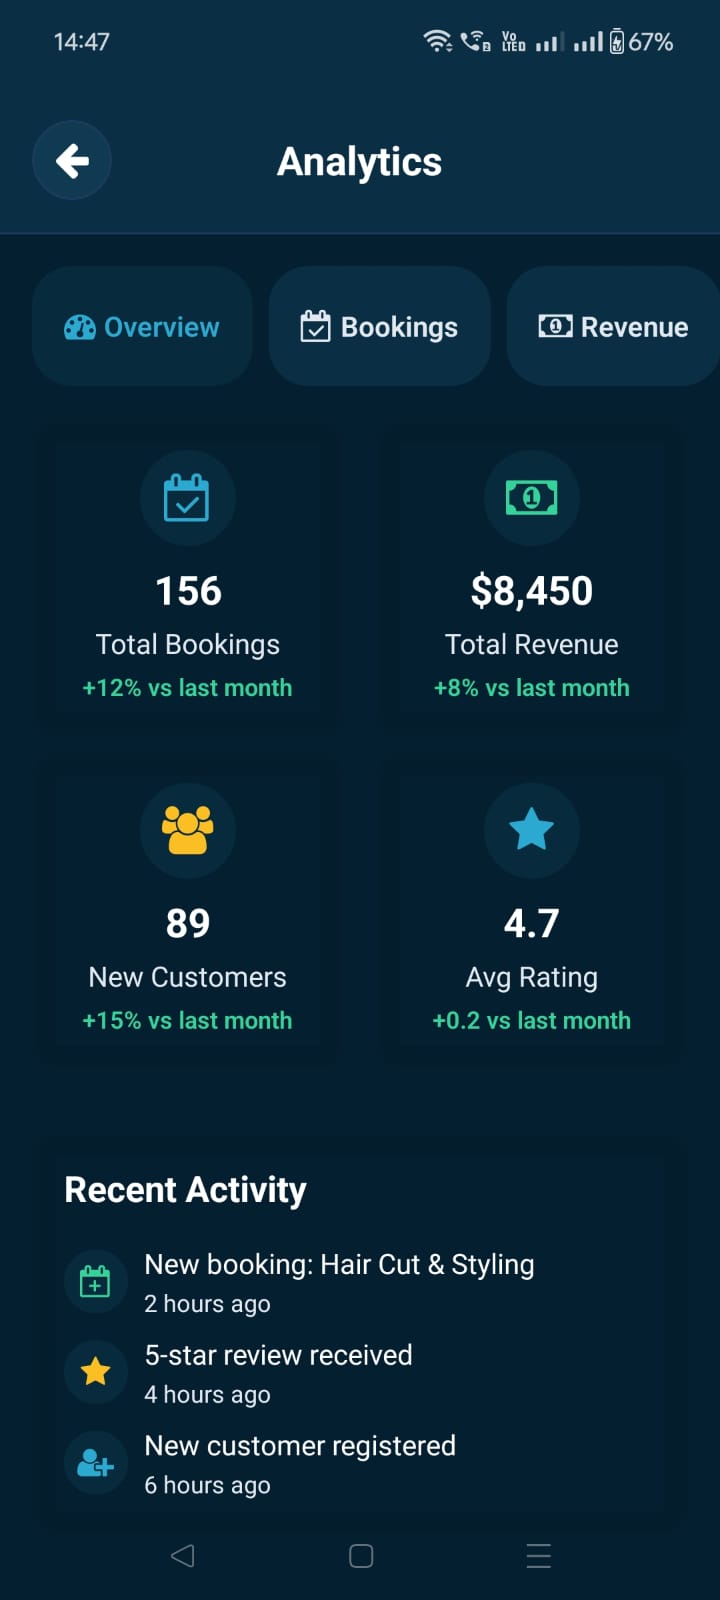 14:47
Vo
LTE
67%
Analytics
Overview
Bookings
Revenue
156
Total Bookings
+12% vs last month
$8,450
Total Revenue
+8% vs last month
89
New Customers
+15% vs last month
4.7
Avg Rating
+0.2 vs last month
Recent Activity
New booking: Hair Cut & Styling
2 hours ago
5-star review received
4 hours ago
New customer registered
6 hours ago